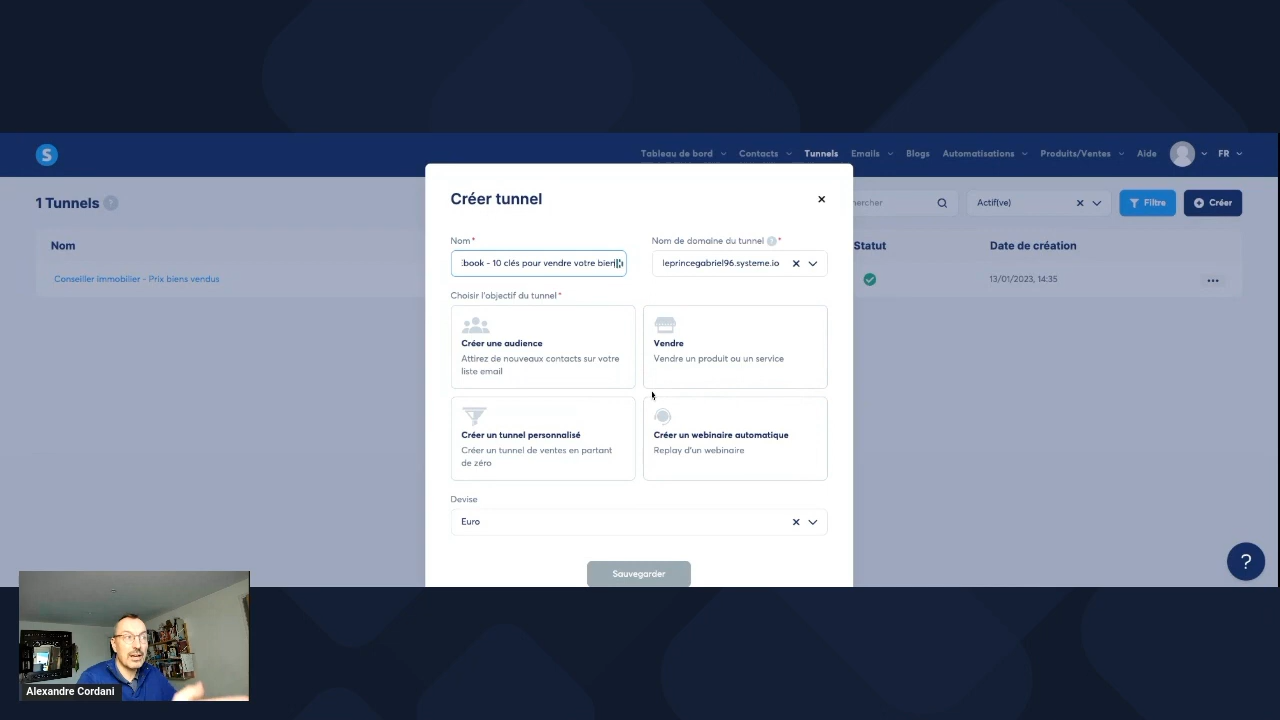 S
Tableau de bord
Contacts
Tunnels
Emails
Blogs
Automatisations
Produits/Ventes
Aide
FR
1 Tunnels ?
Créer tunnel
Actif(ve)
Filtre
Créer
Nom
Statut
Date de création
Conseiller immobilier - Prix biens vendus
13/01/2023, 14:35
Nom*
Nom de domaine du tunnel ? *
book - 10 clés pour vendre votre bien
leprincegabriel96.systeme.io
Choisir l'objectif du tunnel*
Créer une audience
Attirez de nouveaux contacts sur votre
liste email
Vendre
Vendre un produit ou un service
Créer un tunnel personnalisé
Créer un tunnel de ventes en partant
de zéro
Créer un webinaire automatique
Replay d'un webinaire
Devise
Euro
Sauvegarder
?
Alexandre Cordani